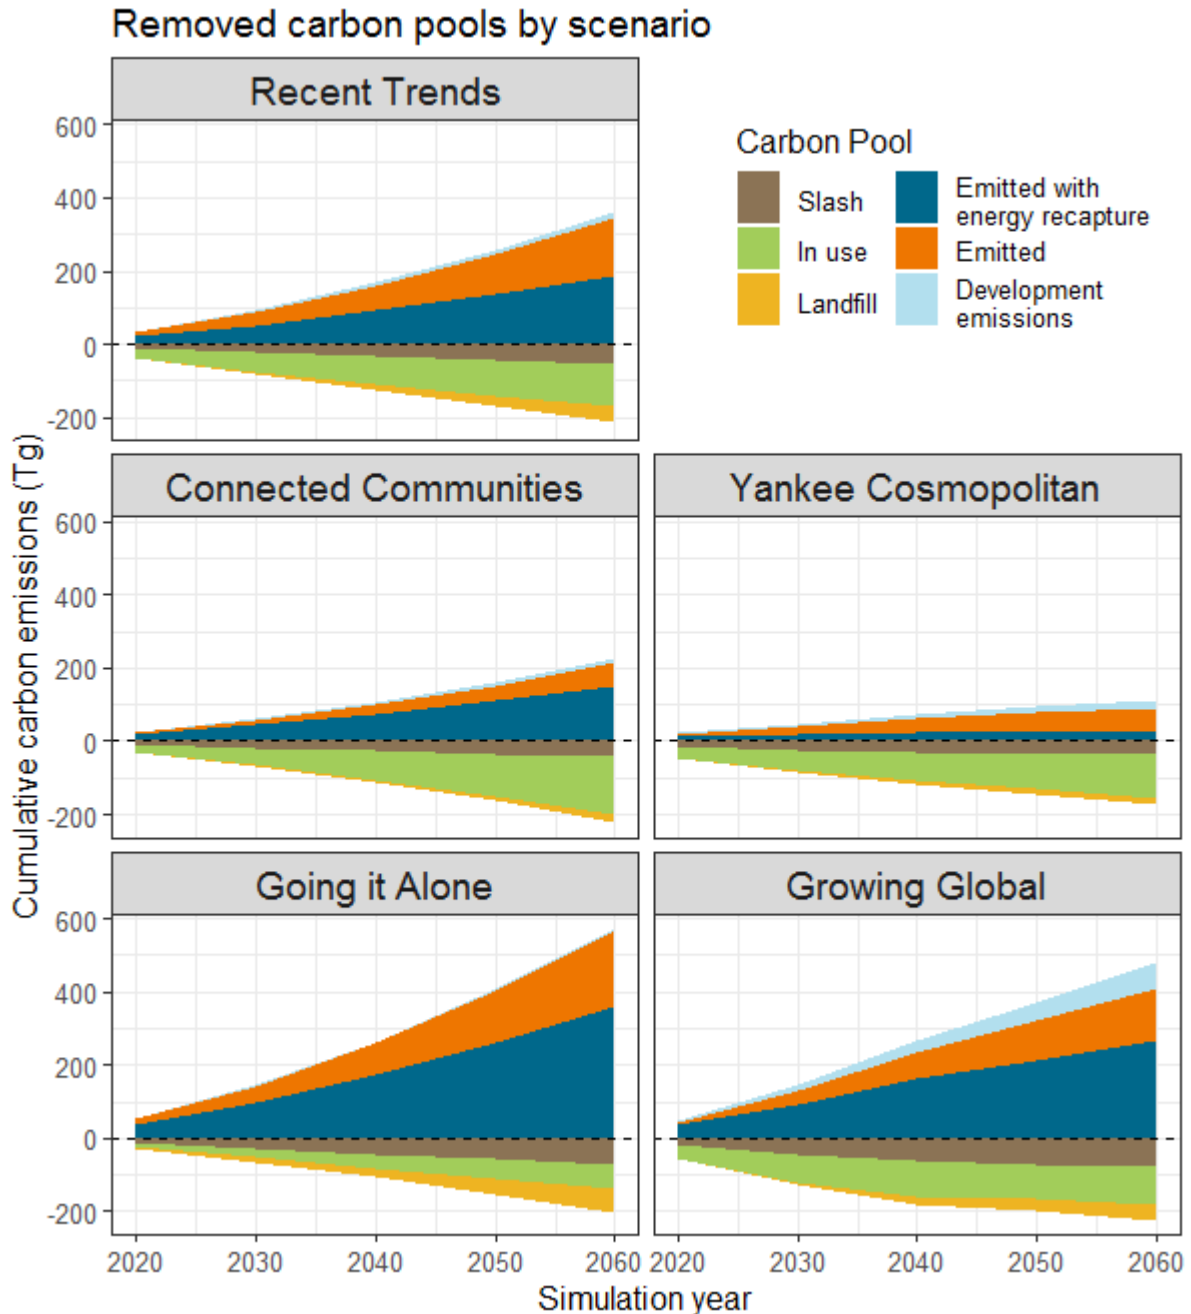 Removed carbon pools by scenario
Recent Trends
600
400
200
0
-200
Carbon Pool
Slash
In use
Landfill
Emitted with
energy recapture
Emitted
Development
emissions
Cumulative carbon emissions (Tg)
Connected Communities
Yankee Cosmopolitan
600
400
200
0
-200
Going it Alone
Growing Global
600
400
200
0
-200
2020 2030 2040 2050 2060 2020 2030 2040 2050 2060
Simulation year